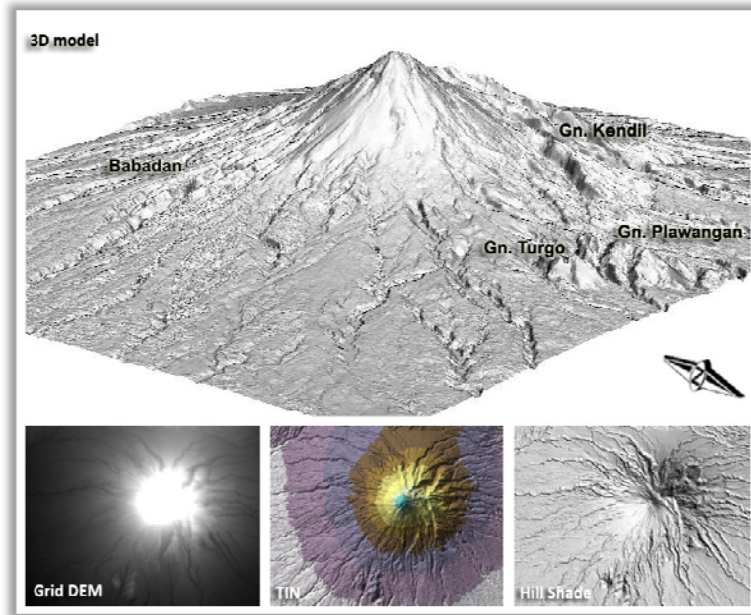 3D model
Gn. Kendil
Babadan
Gn. Plawangan
Gn. Turgo
Z
Grid DEM
TIN
Hill Shade